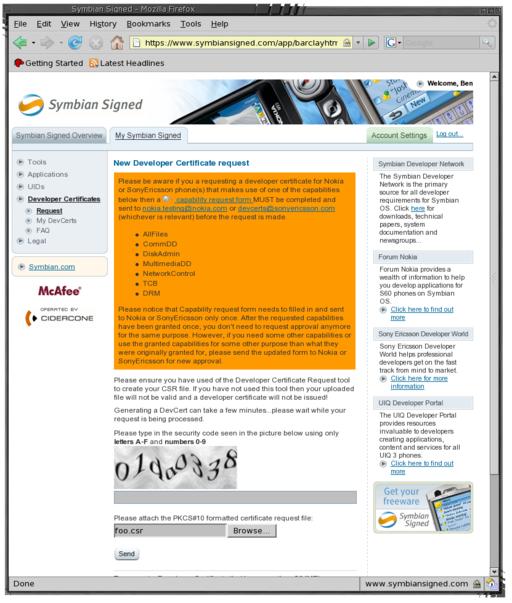 Symbian Signed - Mozilla Firefox
File Edit View History Bookmarks Tools Help
https://www.symbiansigned.com/app/barclayhtm
Getting Started Latest Headlines
Welcome, Ben
Symbian Signed
Symbian Signed Overview My Symbian Signed Account Settings Log out...
Tools
Applications
UIDs
Developer Certificates
Request
My DevCerts
FAQ
Legal
Symbian.com
McAfee
OPERATED BY
CIDERCONE
New Developer Certificate request
Please be aware if you a requesting a developer certificate for Nokia
or SonyEricsson phone(s) that makes use of one of the capabilities
below then a capability request form MUST be completed and
sent to nokia.testing@nokia.com or devcerts@sonyericsson.com
(whichever is relevant) before the request is made.
AllFiles
CommDD
DiskAdmin
MultimediaDD
NetworkControl
TCB
DRM
Please notice that Capability request form needs to filled in and sent
to Nokia or SonyEricsson only once. After the requested capabilities
have been granted once, you don't need to request approval anymore
for the same purpose. However, if you need some other capabilities or
use the granted capabilities for some other purpose than what they
were originally granted for, please send the updated form to Nokia or
SonyEricsson for new approval.
Please ensure you have used of the Developer Certificate Request tool
to create your CSR file. If you have not used this tool then your uploaded
file will not be valid and a developer certificate will not be issued!
Generating a DevCert can take a few minutes...please wait while your
request is being processed.
Please type in the security code seen in the picture below using only
letters A-F and numbers 0-9
Please attach the PKCS#10 formatted certificate request file:
foo.csr Browse...
Send
Symbian Developer Network
The Symbian Developer
Network is the primary
source for all developer
requirements for Symbian
OS. Click here for
downloads, technical
papers, system
documentation and
newsgroups...
Forum Nokia
Forum Nokia provides a
wealth of information to help
you develop applications for
S60 phones on Symbian
OS.
Click here to find out
more
Sony Ericsson Developer World
Sony Ericsson Developer
World helps professional
developers get on the fast
track from mind to market.
Click here for more
information.
UIQ Developer Portal
The UIQ Developer Portal
provides resources
invaluable to developers
creating applications,
content and services for all
UIQ 3 phones.
Click here to find out
more
Get your
freeware
Symbian
Signed
Done www.symbiansigned.com